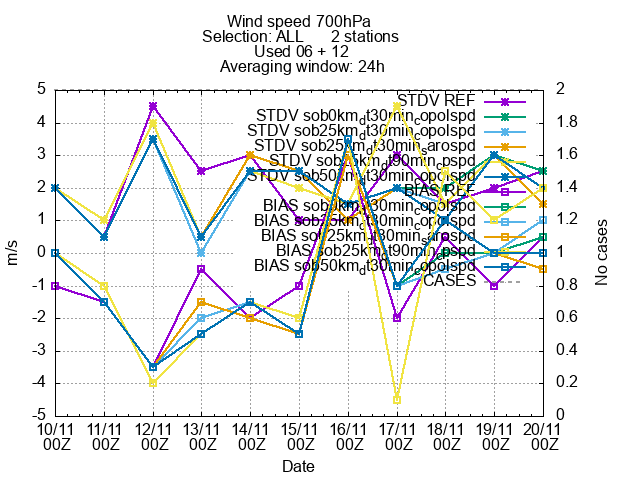 Wind speed 700hPa
Selection: ALL 2 stations
Used 06 + 12
Averaging window: 24h
5 2
4 1.8
3 1.6
2 1.4
1 1.2
0 1
-1 0.8
-2 0.6
-3 0.4
-4 0.2
-5 0
m/s
No cases
STDV REF
STDV sob0km_dt30min_copolspd
STDV sob25km_dt30min_copolspd
STDV sob25km_dt30min_sarospd
STDV sob25km_dt90min_pspd
STDV sob50km_dt30min_copolspd
BIAS REF
BIAS sob0km_dt30min_copolspd
BIAS sob25km_dt30min_copolspd
BIAS sob25km_dt30min_sarospd
BIAS sob25km_dt90min_pspd
BIAS sob50km_dt30min_copolspd
CASES
10/11 11/11 12/11 13/11 14/11 15/11 16/11 17/11 18/11 19/11 20/11
00Z 00Z 00Z 00Z 00Z 00Z 00Z 00Z 00Z 00Z 00Z
Date